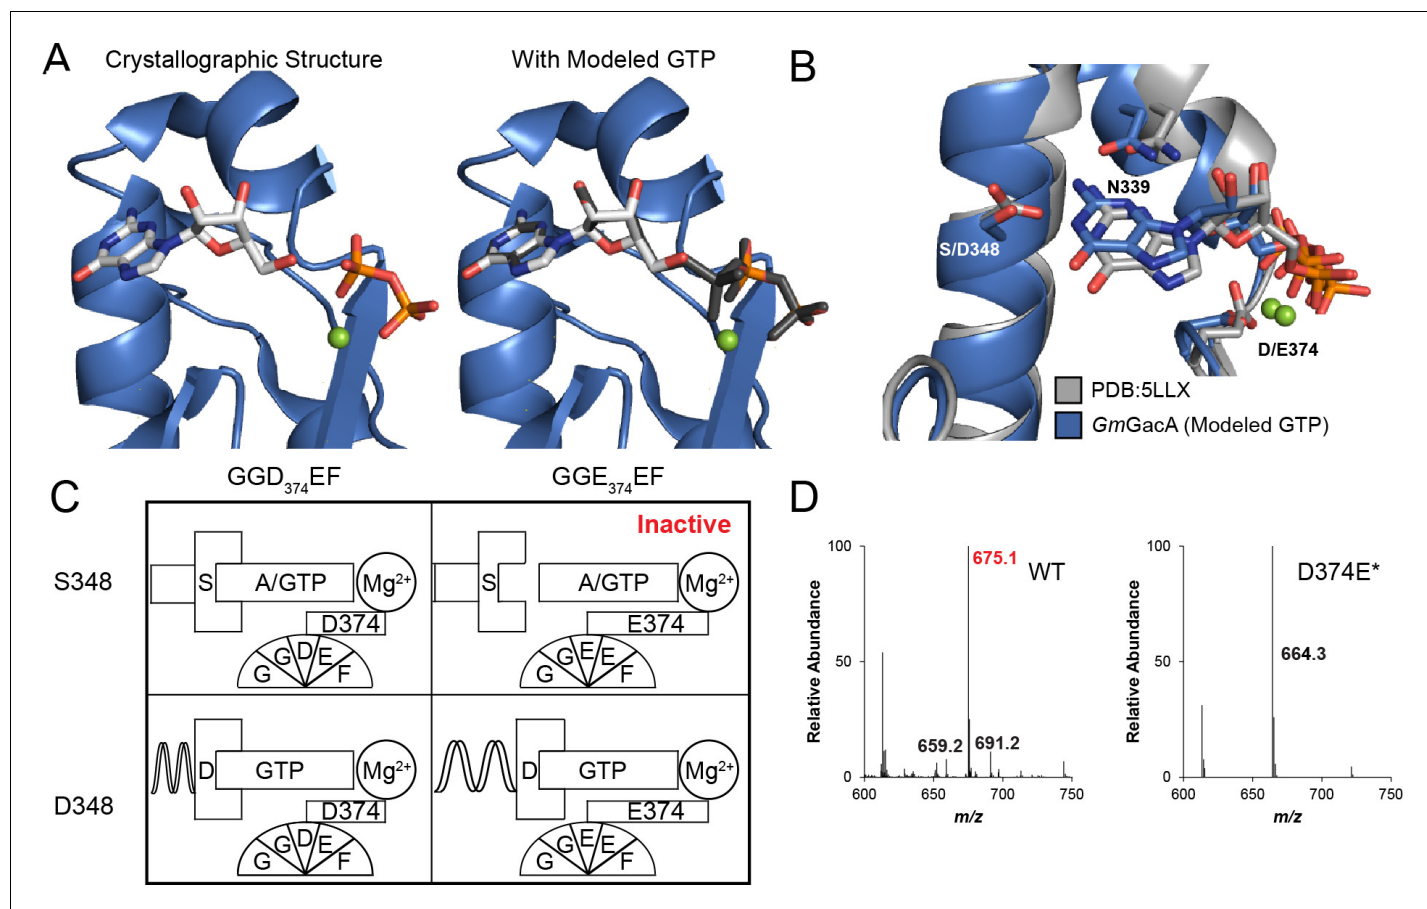 A
Crystallographic Structure
With Modeled GTP
B
N339
S/D348
D/E374
PDB:5LLX
GmGacA (Modeled GTP)
C
GGD374EF
GGE374EF
S348
S
A/GTP
Mg2+
D374
G G D E F
Inactive
S
A/GTP
Mg2+
E374
G G E E F
D348
D
GTP
Mg2+
D374
G G D E F
D
GTP
Mg2+
E374
G G E E F
D
Relative Abundance
100
50
0
675.1
WT
659.2
691.2
600 650 700 750
m/z
Relative Abundance
100
50
0
D374E*
664.3
600 650 700 750
m/z